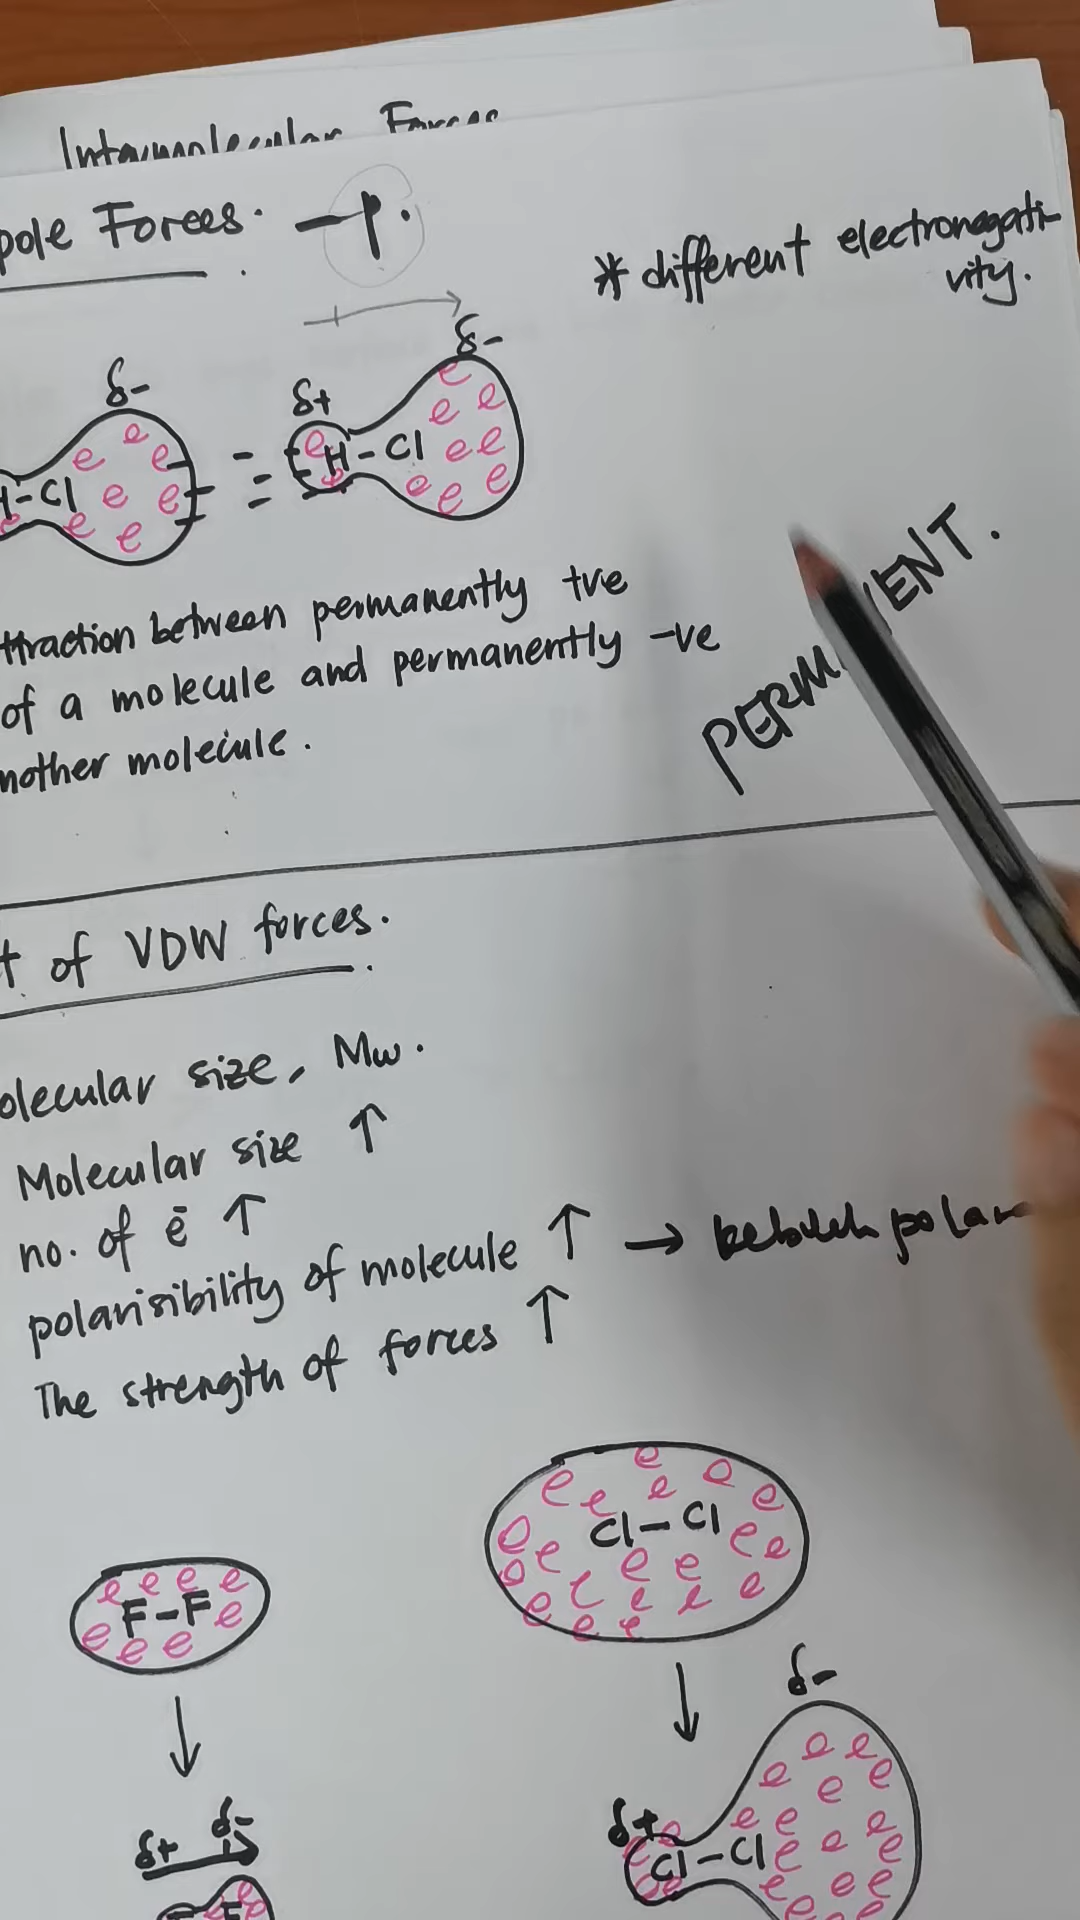 Intermolecular Forces
pole Forces. — P.
* different electronegati-
vity.
δ-
δ+
δ-
H-Cl
H-Cl
e e e e e e e e
e e e e e e e e e e e
ttraction between permanently +ve
of a molecule and permanently -ve
nother molecule.
PERM ENT.
t of VDW forces.
olecular size, Mw.
Molecular size ↑
no. of ē ↑
polarisibility of molecule ↑ →
The strength of forces ↑
F-F
Cl-Cl
δ+ δ-
δ-
δ+
Cl-Cl
F